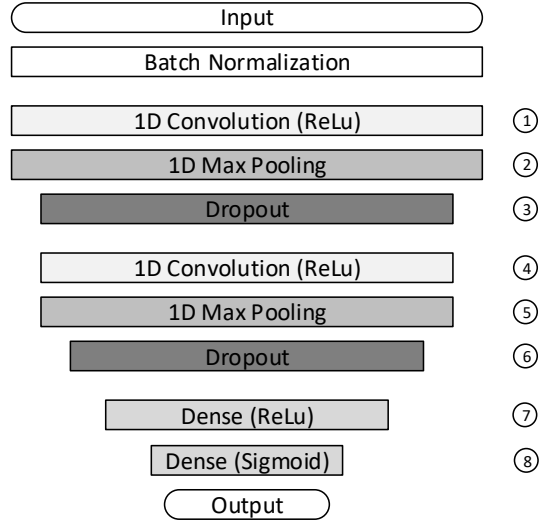 Input
Batch Normalization
1D Convolution (ReLu) 1
1D Max Pooling 2
Dropout 3
1D Convolution (ReLu) 4
1D Max Pooling 5
Dropout 6
Dense (ReLu) 7
Dense (Sigmoid) 8
Output